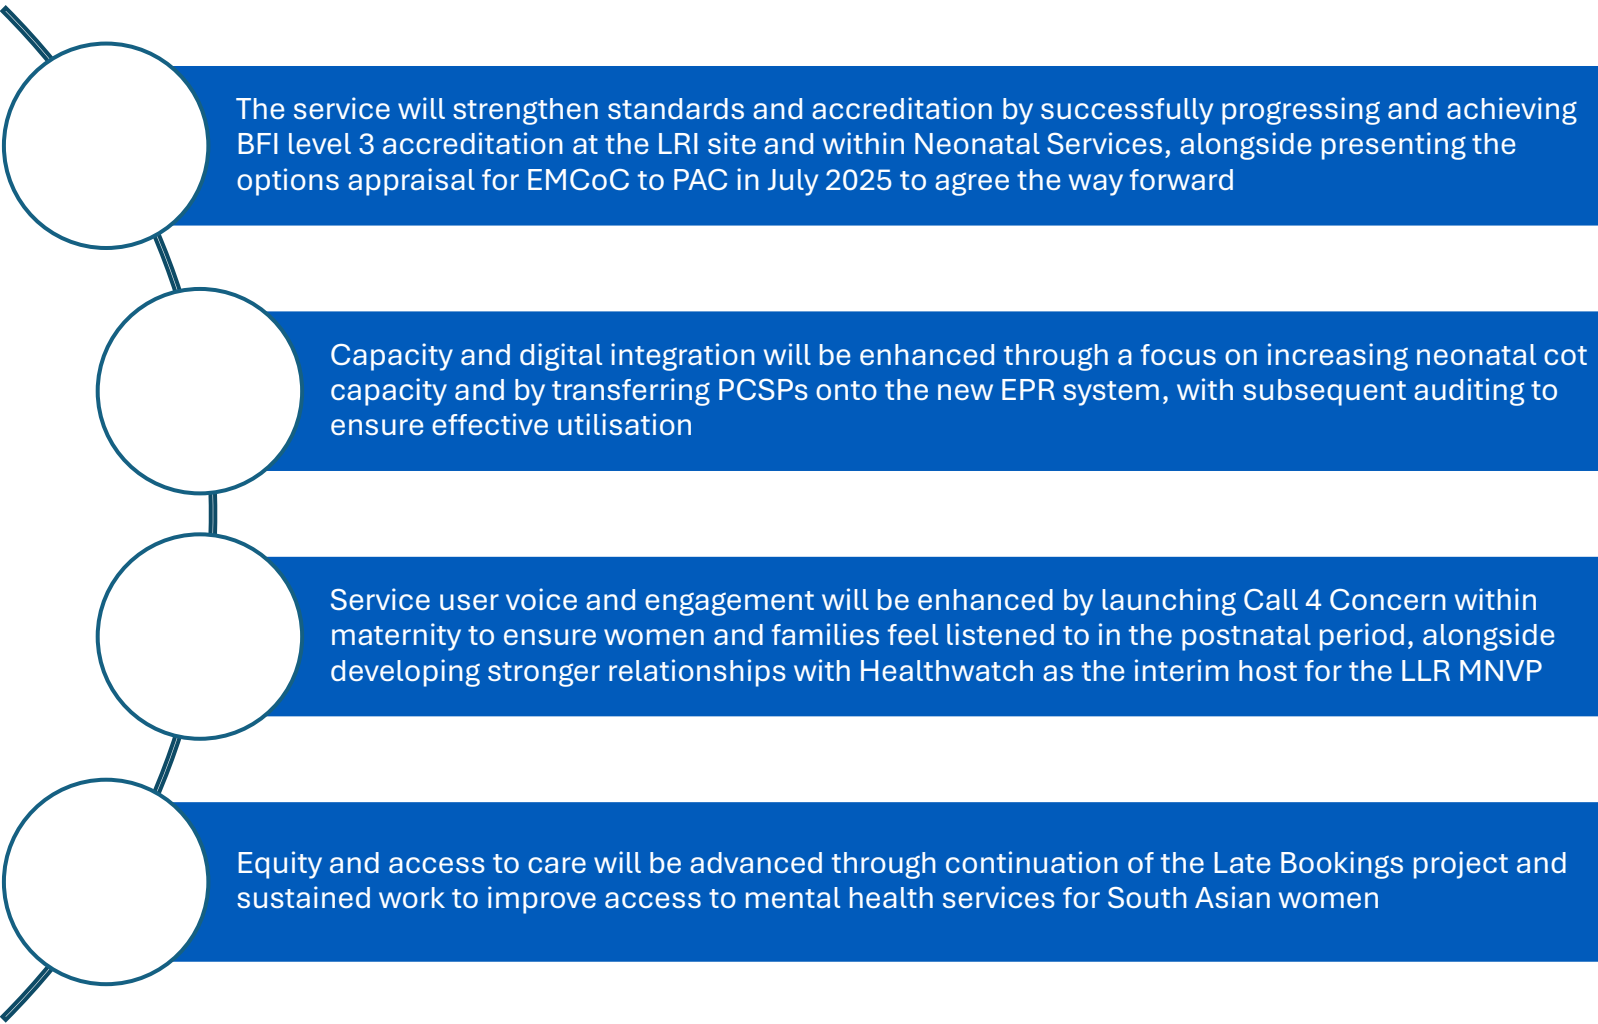 The service will strengthen standards and accreditation by successfully progressing and achieving
BFI level 3 accreditation at the LRI site and within Neonatal Services, alongside presenting the
options appraisal for EMCoC to PAC in July 2025 to agree the way forward
Capacity and digital integration will be enhanced through a focus on increasing neonatal cot
capacity and by transferring PCSPs onto the new EPR system, with subsequent auditing to
ensure effective utilisation
Service user voice and engagement will be enhanced by launching Call 4 Concern within
maternity to ensure women and families feel listened to in the postnatal period, alongside
developing stronger relationships with Healthwatch as the interim host for the LLR MNVP
Equity and access to care will be advanced through continuation of the Late Bookings project and
sustained work to improve access to mental health services for South Asian women